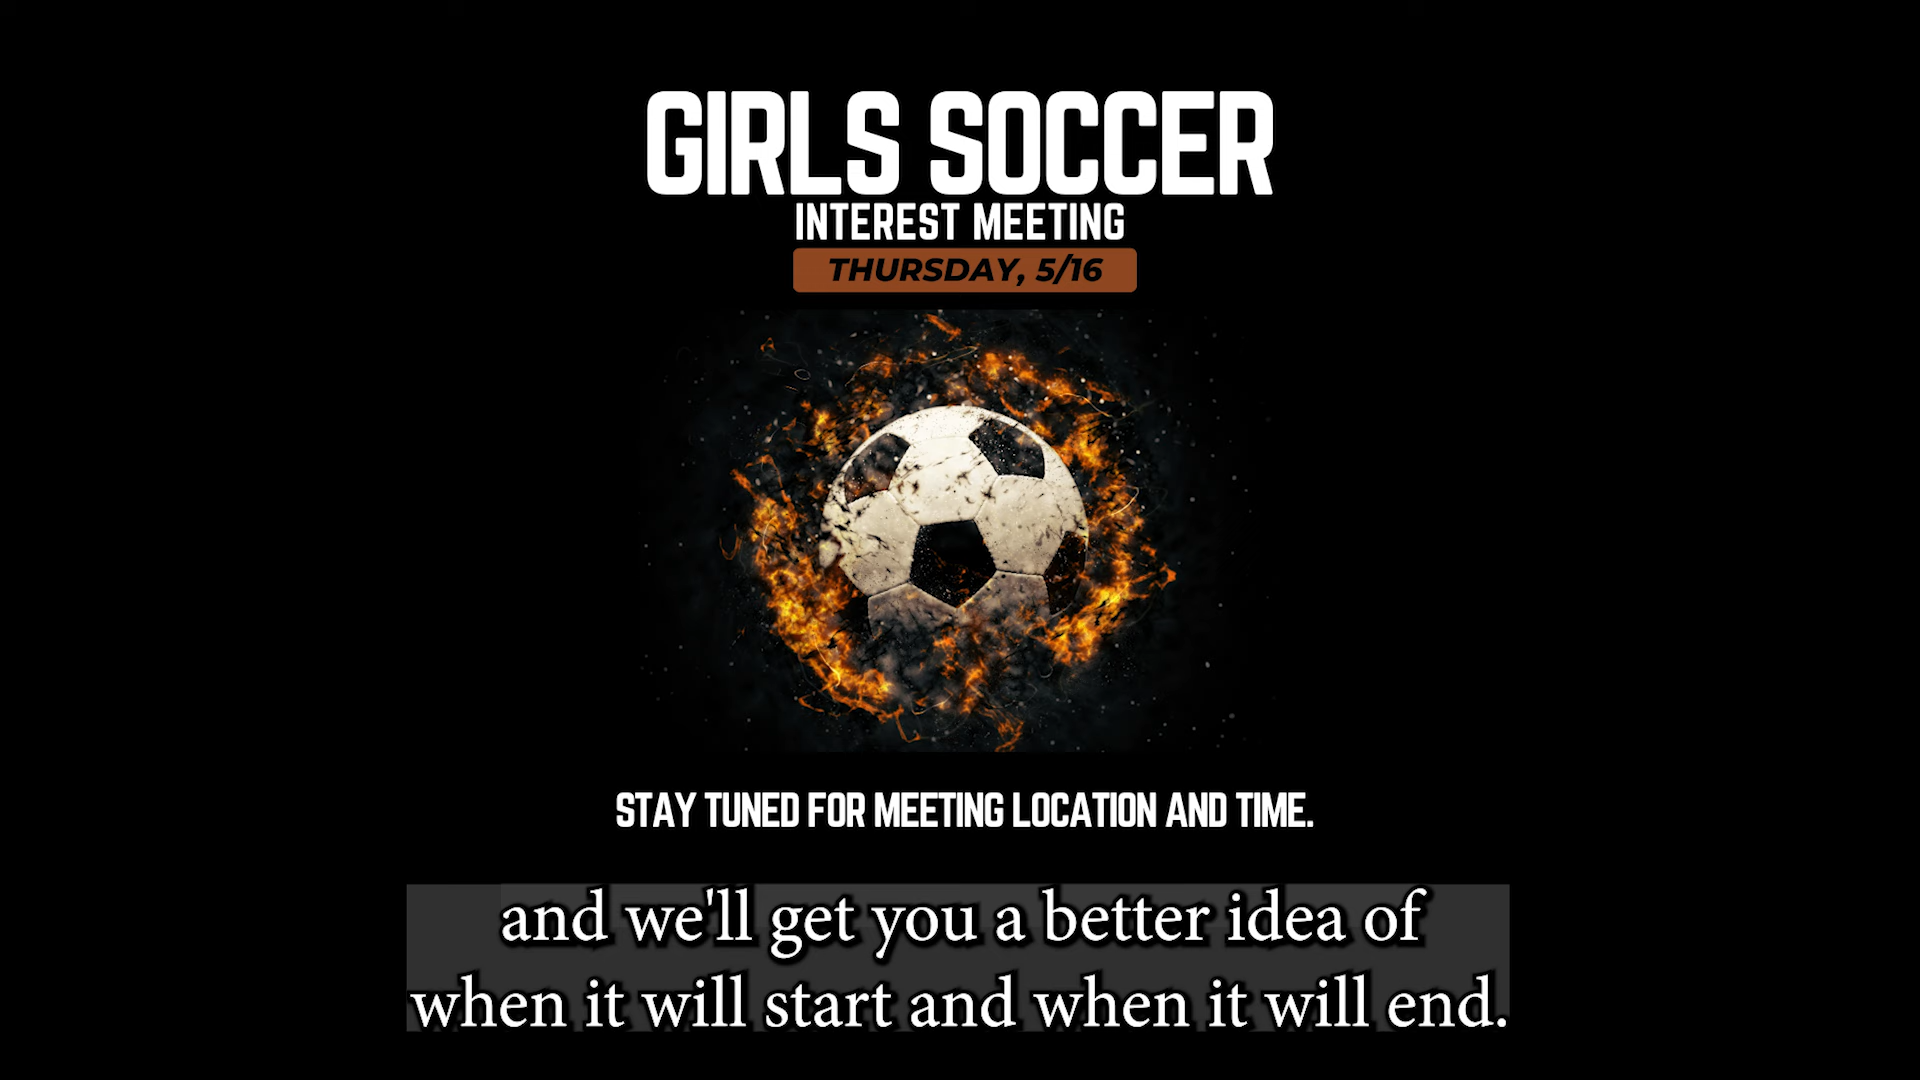 GIRLS SOCCER
INTEREST MEETING
THURSDAY, 5/16
STAY TUNED FOR MEETING LOCATION AND TIME.
and we'll get you a better idea of
when it will start and when it will end.